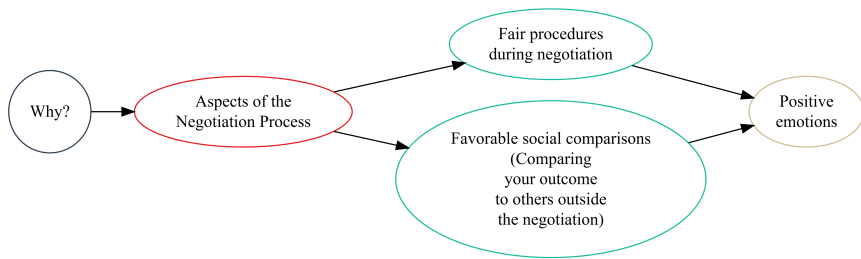 Why?
Aspects of the
Negotiation Process
Fair procedures
during negotiation
Favorable social comparisons
(Comparing
your outcome
to others outside
the negotiation)
Positive
emotions